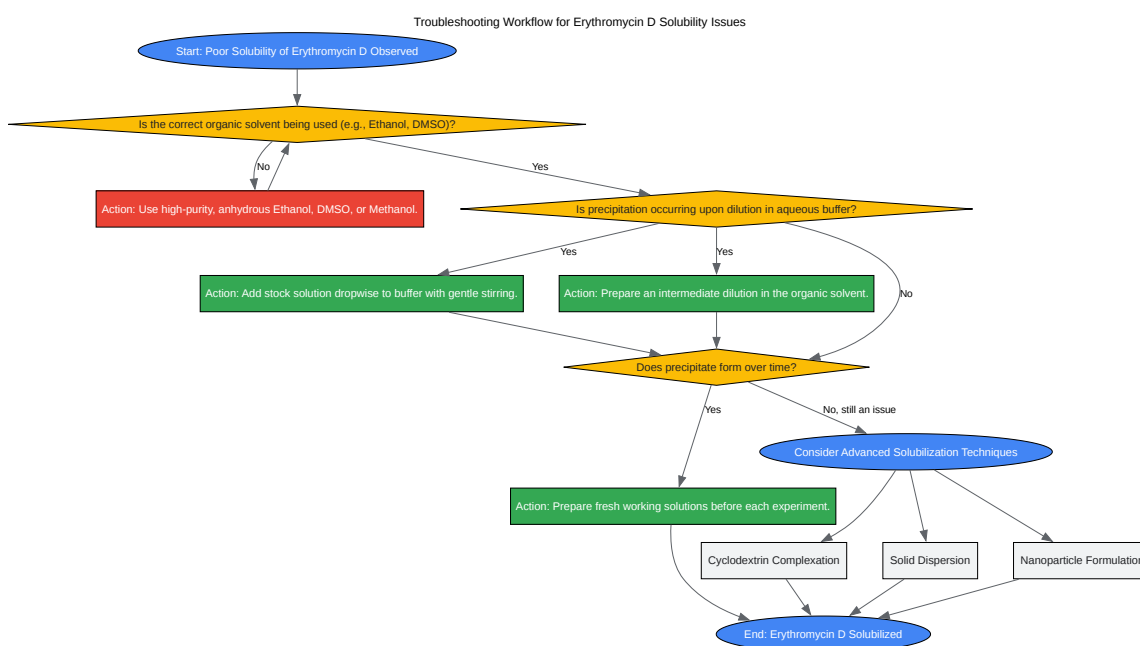 Troubleshooting Workflow for Erythromycin D Solubility Issues
Start: Poor Solubility of Erythromycin D Observed
Is the correct organic solvent being used (e.g., Ethanol, DMSO)?
No
Yes
Action: Use high-purity, anhydrous Ethanol, DMSO, or Methanol.
Is precipitation occurring upon dilution in aqueous buffer?
Yes
Yes
No
Action: Add stock solution dropwise to buffer with gentle stirring.
Action: Prepare an intermediate dilution in the organic solvent.
Does precipitate form over time?
Yes
No, still an issue
Consider Advanced Solubilization Techniques
Action: Prepare fresh working solutions before each experiment.
Cyclodextrin Complexation
Solid Dispersion
Nanoparticle Formulation
End: Erythromycin D Solubilized